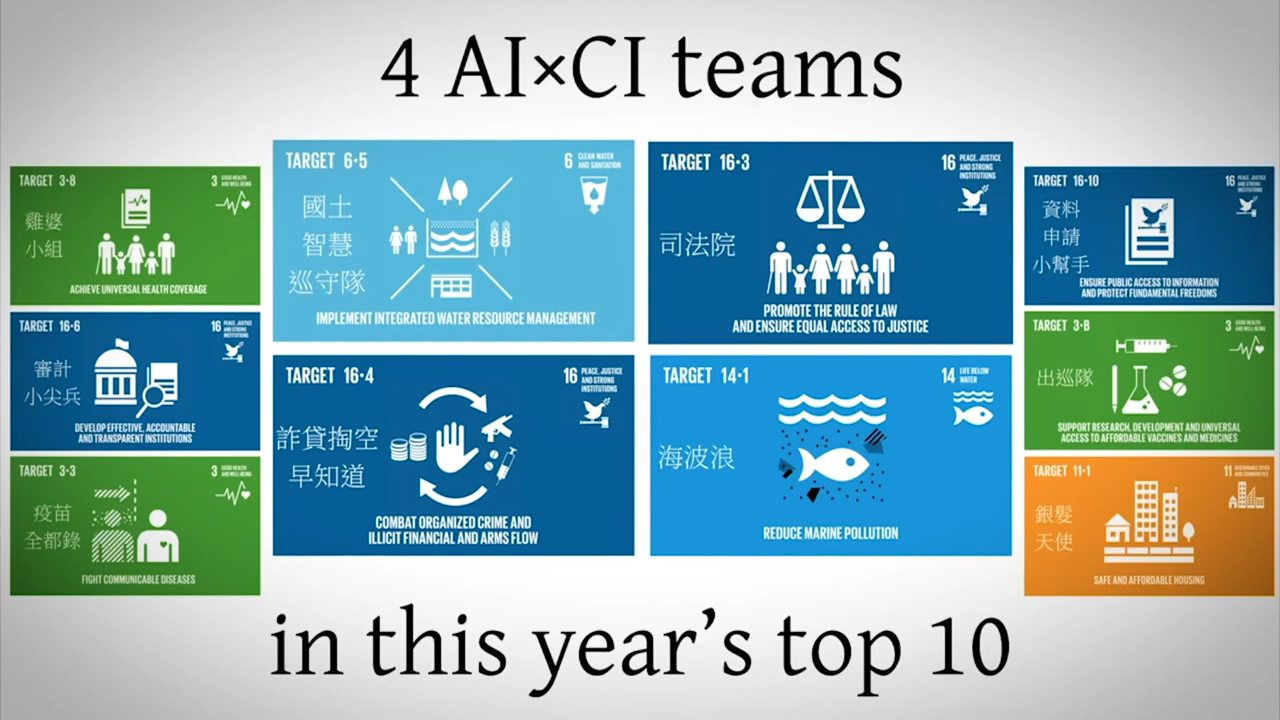 4 AI×CI teams
TARGET 3·8
3 GOOD HEALTH
AND WELL-BEING
雞婆
小組
ACHIEVE UNIVERSAL HEALTH COVERAGE
TARGET 16·6
16 PEACE, JUSTICE
AND STRONG
INSTITUTIONS
審計
小尖兵
DEVELOP EFFECTIVE, ACCOUNTABLE
AND TRANSPARENT INSTITUTIONS
TARGET 3·3
3 GOOD HEALTH
AND WELL-BEING
疫苗
全都錄
FIGHT COMMUNICABLE DISEASES
TARGET 6·5
6 CLEAN WATER
AND SANITATION
國土
智慧
巡守隊
IMPLEMENT INTEGRATED WATER RESOURCE MANAGEMENT
TARGET 16·4
16 PEACE, JUSTICE
AND STRONG
INSTITUTIONS
詐貸掏空
早知道
COMBAT ORGANIZED CRIME AND
ILLICIT FINANCIAL AND ARMS FLOW
TARGET 16·3
16 PEACE, JUSTICE
AND STRONG
INSTITUTIONS
司法院
PROMOTE THE RULE OF LAW
AND ENSURE EQUAL ACCESS TO JUSTICE
TARGET 14·1
14 LIFE BELOW
WATER
海波浪
REDUCE MARINE POLLUTION
TARGET 16·10
16 PEACE, JUSTICE
AND STRONG
INSTITUTIONS
資料
申請
小幫手
ENSURE PUBLIC ACCESS TO INFORMATION
AND PROTECT FUNDAMENTAL FREEDOMS
TARGET 3·B
3 GOOD HEALTH
AND WELL-BEING
出巡隊
SUPPORT RESEARCH, DEVELOPMENT AND UNIVERSAL
ACCESS TO AFFORDABLE VACCINES AND MEDICINES
TARGET 11·1
11 SUSTAINABLE CITIES
AND COMMUNITIES
銀髮
天使
SAFE AND AFFORDABLE HOUSING
in this year's top 10